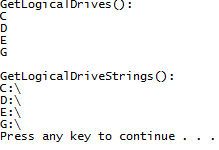 GetLogicalDrives():
C
D
E
G
GetLogicalDriveStrings():
C:\
D:\
E:\
G:\
Press any key to continue . . .